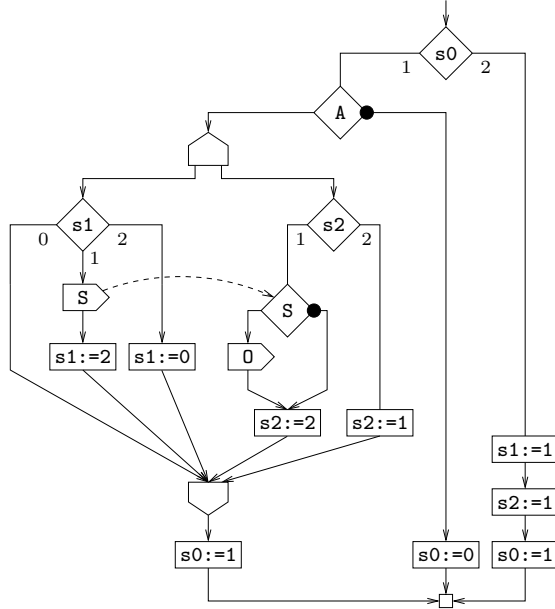 s0
1 2
A
s1 s2
0 2 1 2
1
S S
s1:=2 s1:=0 O
s2:=2 s2:=1
s1:=1
s2:=1
s0:=1 s0:=0 s0:=1